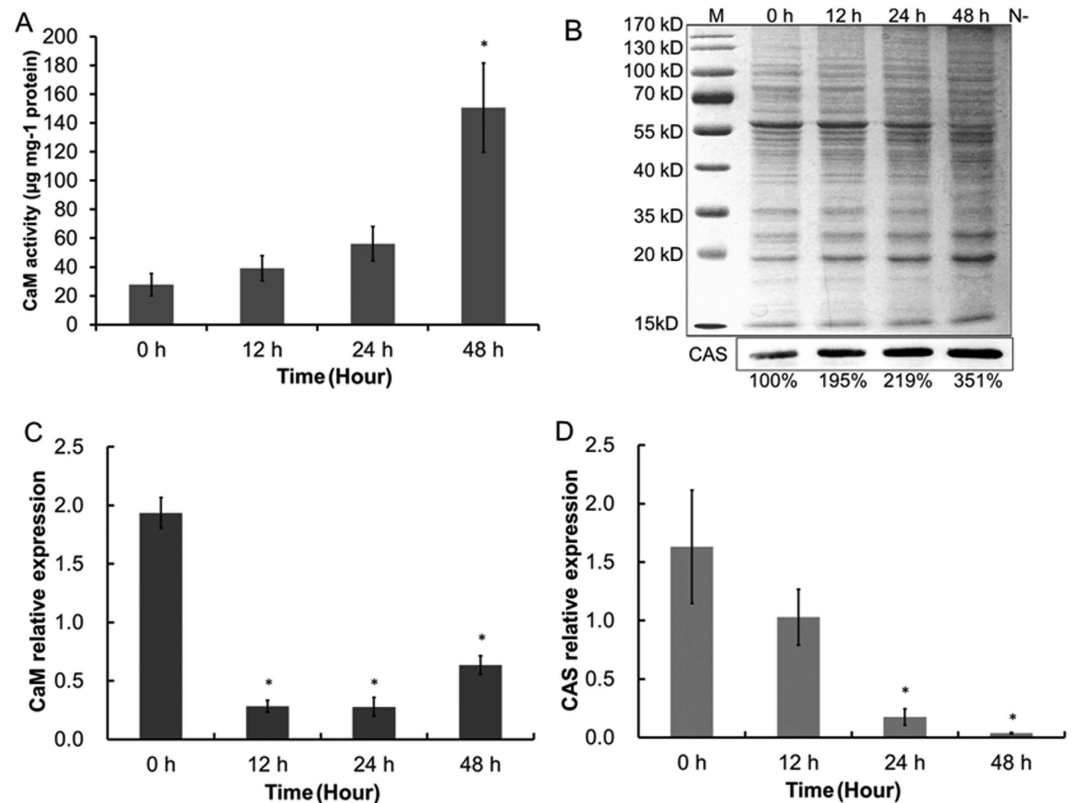 A
CaM activity (µg mg-1 protein)
200
180
160
140
120
100
80
60
40
20
0
*
0 h 12 h 24 h 48 h
Time (Hour)
B
M 0 h 12 h 24 h 48 h N-
170 kD
130 kD
100 kD
70 kD
55 kD
40 kD
35 kD
20 kD
15kD
CAS
100% 195% 219% 351%
C
CaM relative expression
2.5
2.0
1.5
1.0
0.5
0.0
* * *
0 h 12 h 24 h 48 h
Time (Hour)
D
CAS relative expression
2.5
2.0
1.5
1.0
0.5
0.0
* *
0 h 12 h 24 h 48 h
Time (Hour)